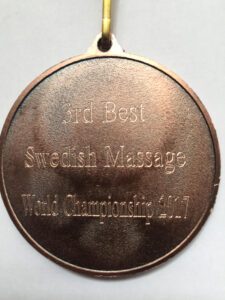 3rd Best
Swedish Massage
World Championship 2017